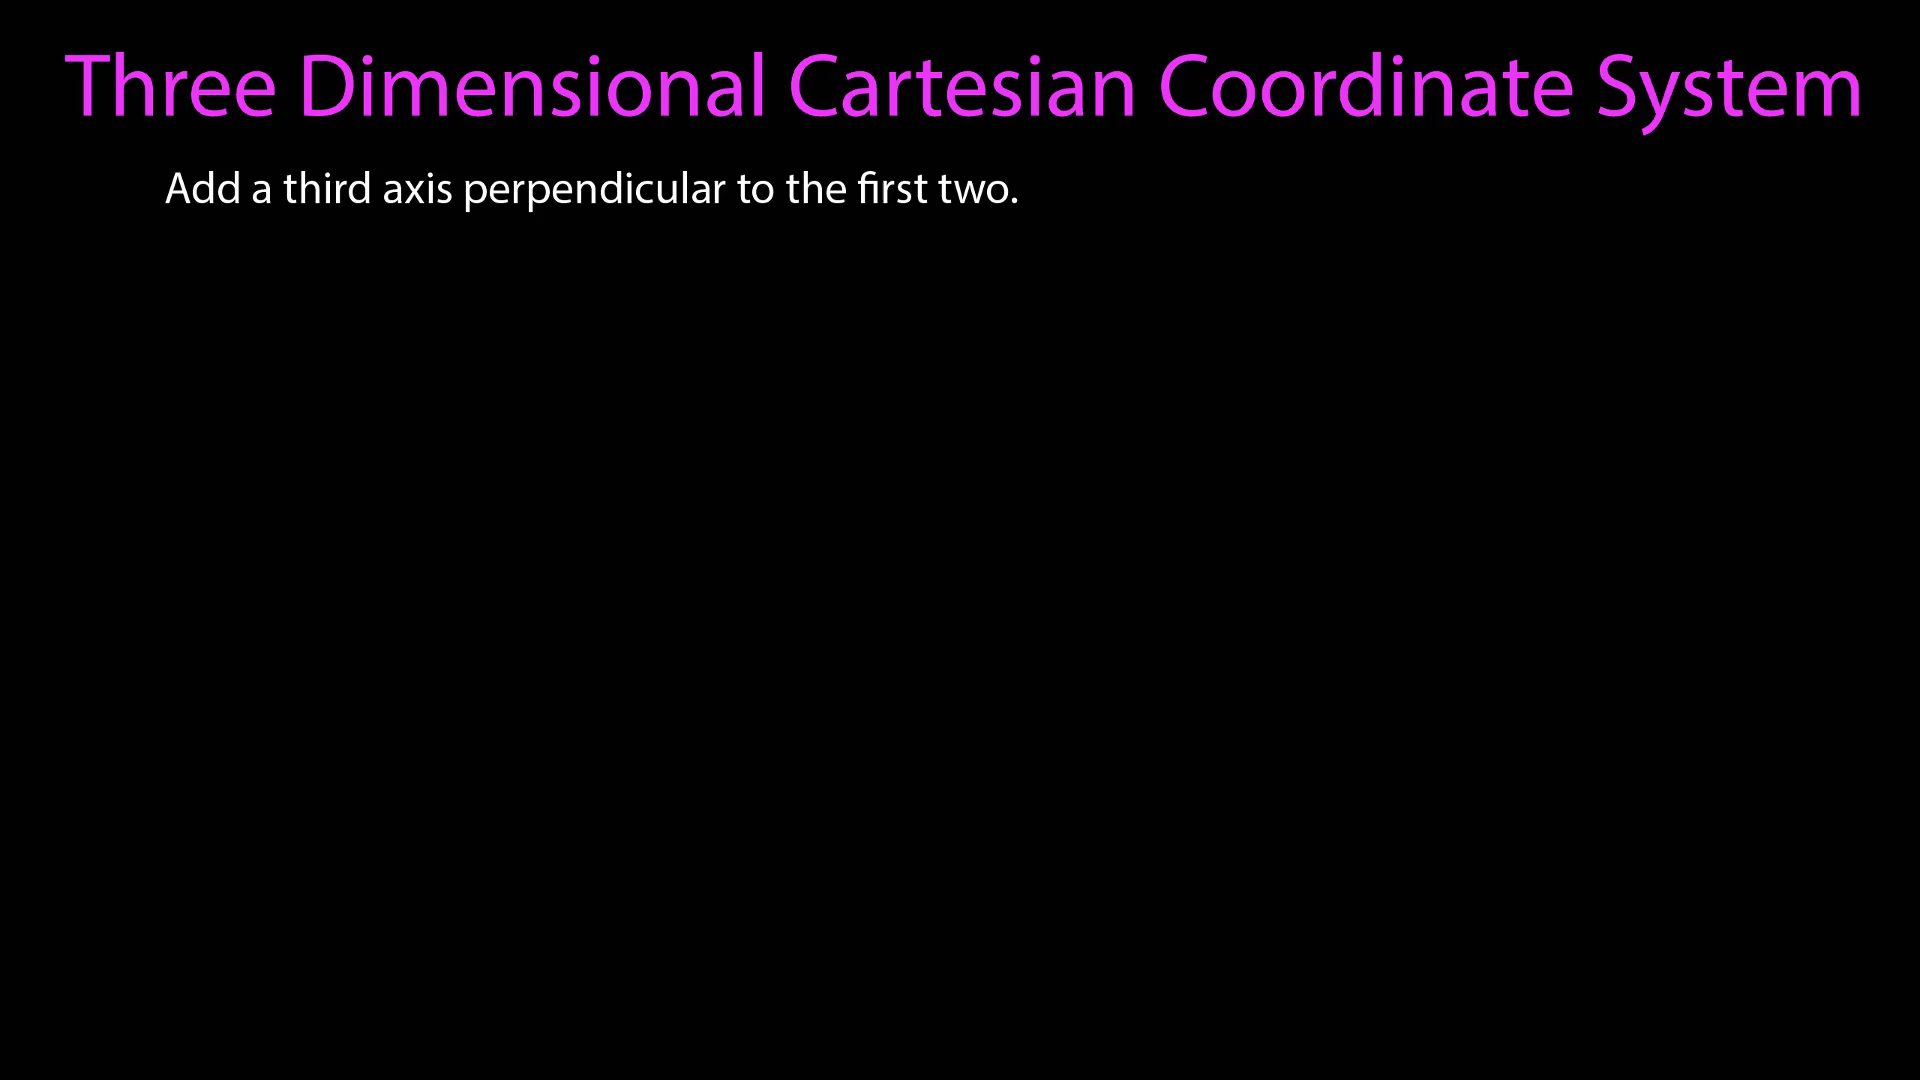 Three Dimensional Cartesian Coordinate System
Add a third axis perpendicular to the first two.